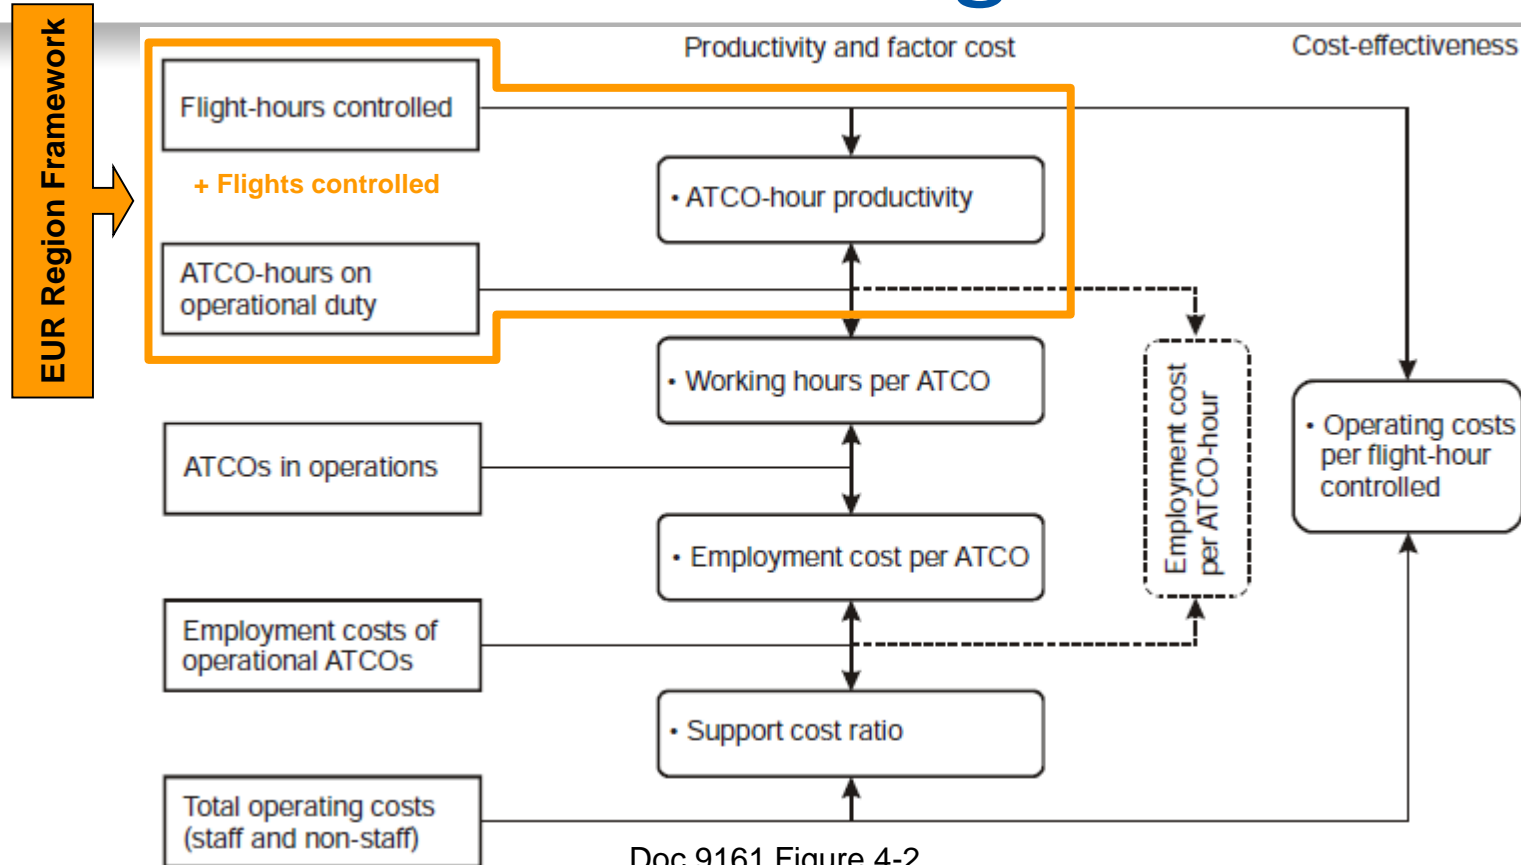 EUR Region Framework
Productivity and factor cost
Cost-effectiveness
Flight-hours controlled
+ Flights controlled
• ATCO-hour productivity
ATCO-hours on
operational duty
• Working hours per ATCO
Employment cost
per ATCO-hour
• Operating costs
per flight-hour
controlled
ATCOs in operations
• Employment cost per ATCO
Employment costs of
operational ATCOs
• Support cost ratio
Total operating costs
(staff and non-staff)
Doc 9161 Figure 4-2